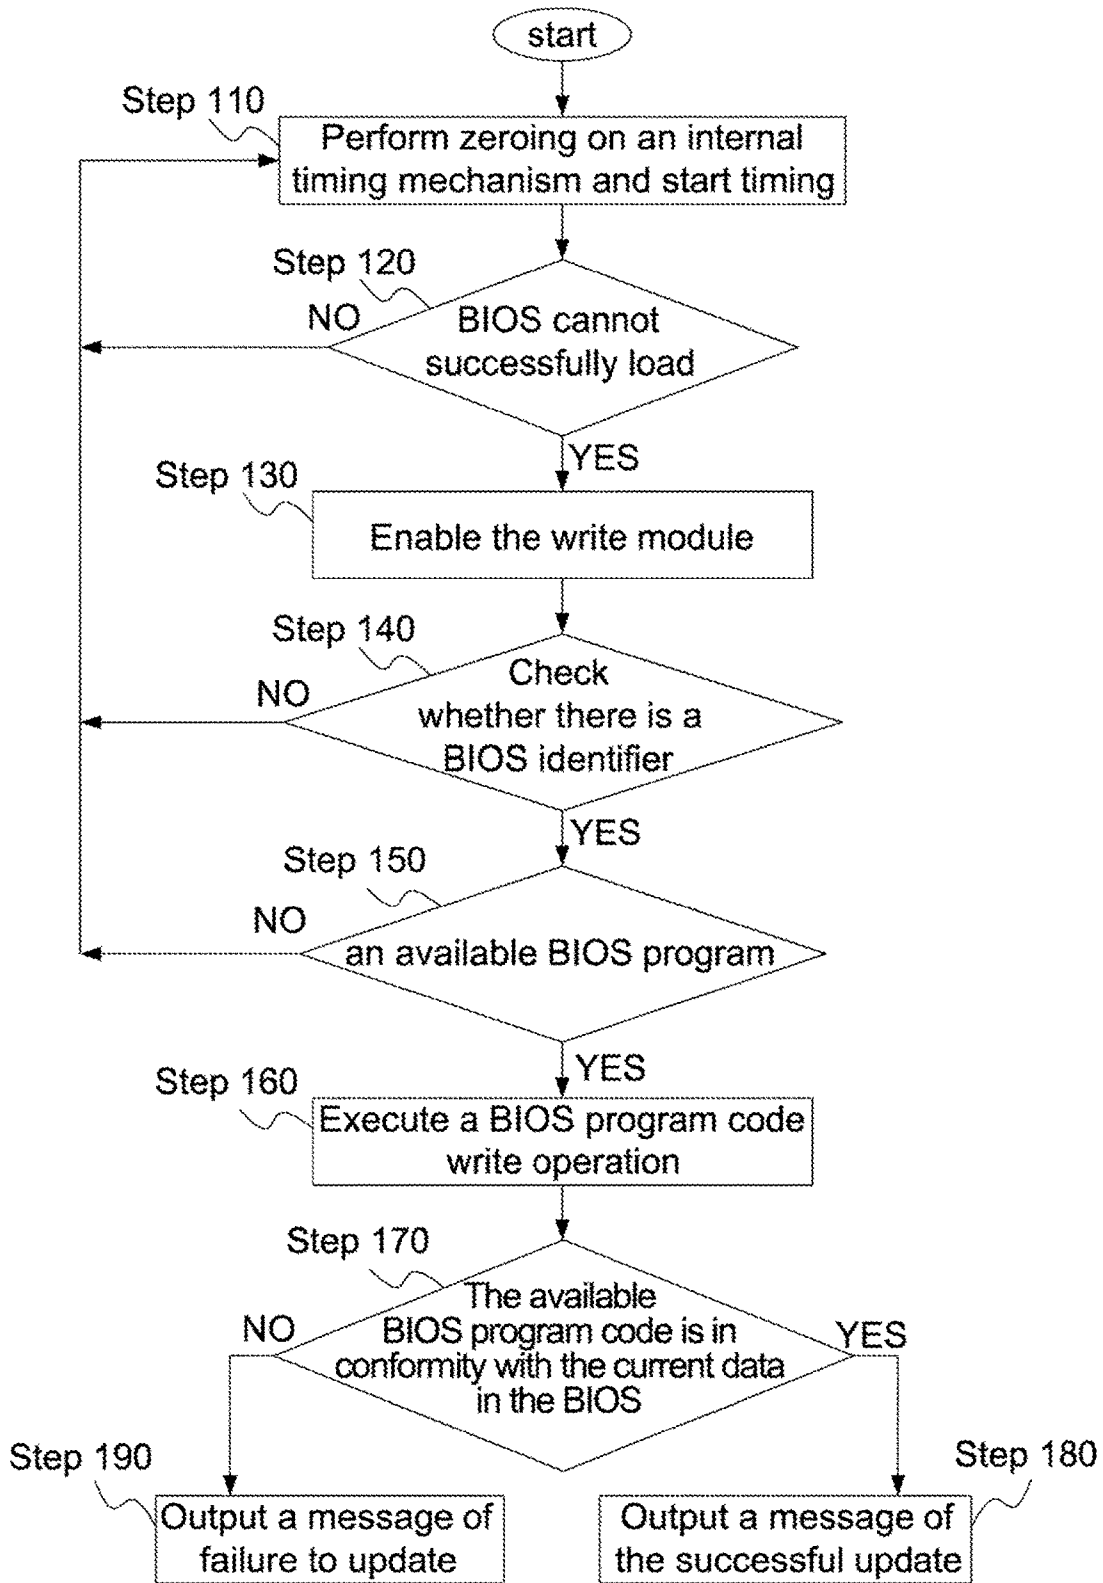 start
Step 110
Perform zeroing on an internal
timing mechanism and start timing
Step 120
NO
BIOS cannot
successfully load
YES
Step 130
Enable the write module
Step 140
NO
Check
whether there is a
BIOS identifier
YES
Step 150
NO
an available BIOS program
YES
Step 160
Execute a BIOS program code
write operation
Step 170
NO
The available
BIOS program code is in
conformity with the current data
in the BIOS
YES
Step 190
Output a message of
failure to update
Step 180
Output a message of
the successful update